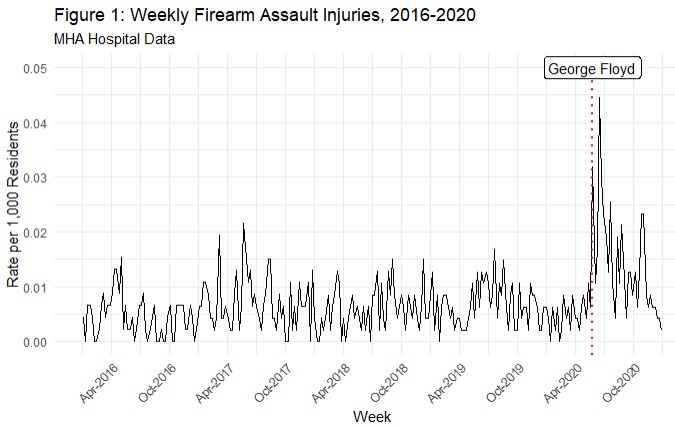 Figure 1: Weekly Firearm Assault Injuries, 2016-2020
MHA Hospital Data
George Floyd
0.05
0.04
0.03
0.02
0.01
0.00
Rate per 1,000 Residents
Apr-2016
Oct-2016
Apr-2017
Oct-2017
Apr-2018
Oct-2018
Apr-2019
Oct-2019
Apr-2020
Oct-2020
Week